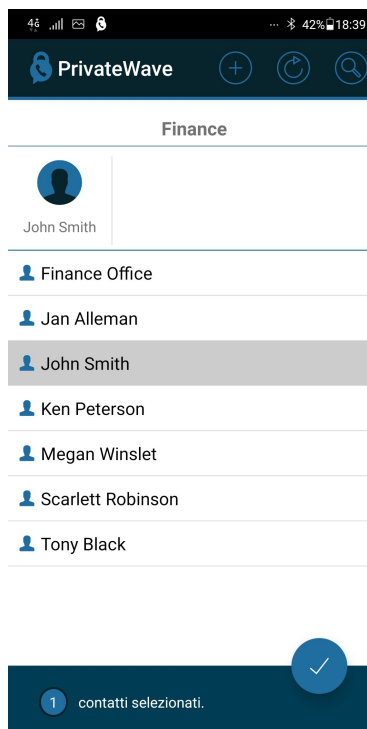 4G 42% 18:39
PrivateWave
Finance
John Smith
Finance Office
Jan Alleman
John Smith
Ken Peterson
Megan Winslet
Scarlett Robinson
Tony Black
1 contatti selezionati.